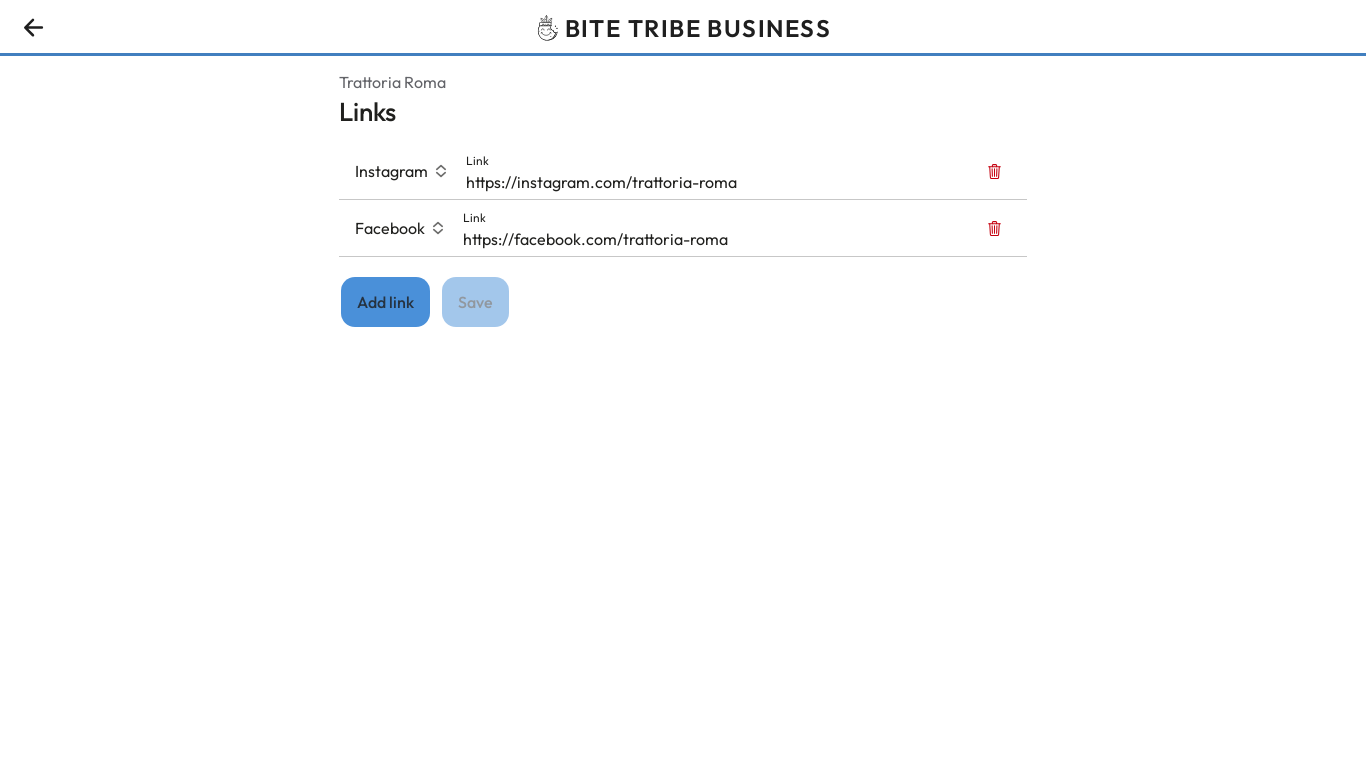 BITE TRIBE BUSINESS
Trattoria Roma
Links
Instagram
Link
https://instagram.com/trattoria-roma
Facebook
Link
https://facebook.com/trattoria-roma
Add link
Save